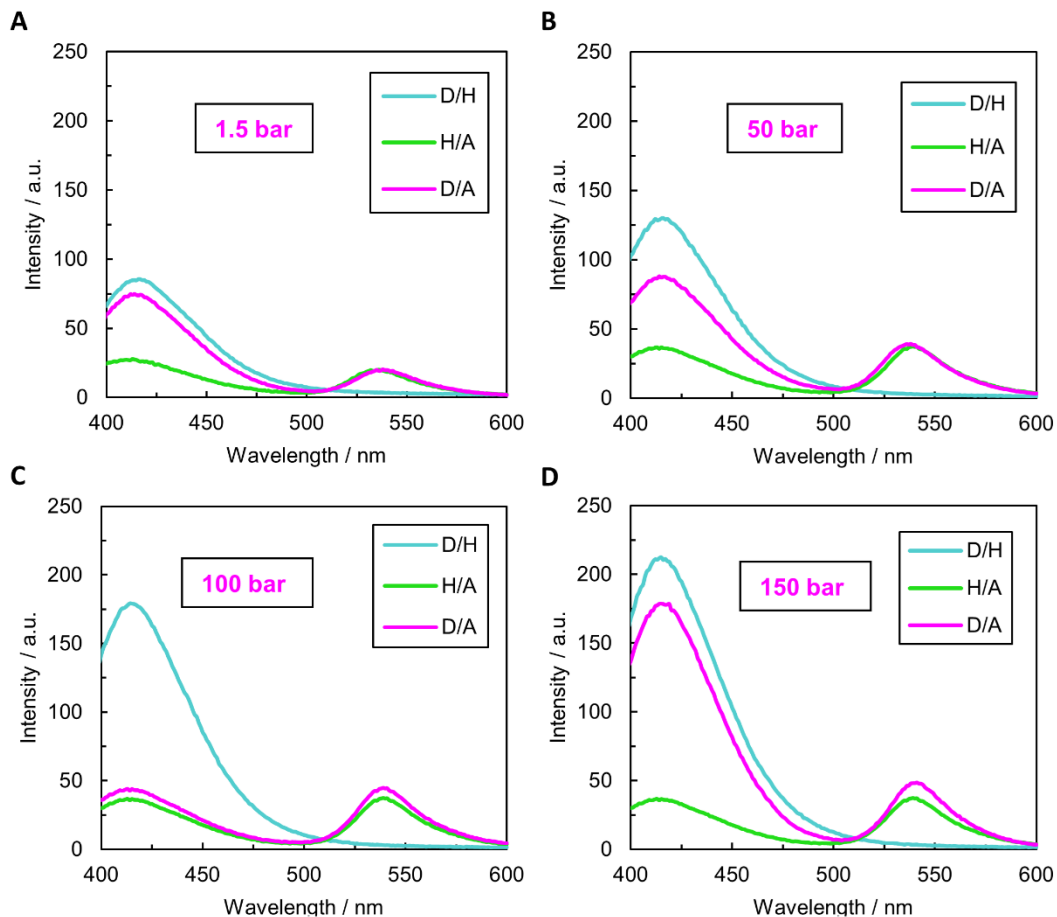 A
250
200
150
100
50
0
Intensity / a.u.
1.5 bar
D/H
H/A
D/A
400 450 500 550 600
Wavelength / nm
B
250
200
150
100
50
0
Intensity / a.u.
50 bar
D/H
H/A
D/A
400 450 500 550 600
Wavelength / nm
C
250
200
150
100
50
0
Intensity / a.u.
100 bar
D/H
H/A
D/A
400 450 500 550 600
Wavelength / nm
D
250
200
150
100
50
0
Intensity / a.u.
150 bar
D/H
H/A
D/A
400 450 500 550 600
Wavelength / nm